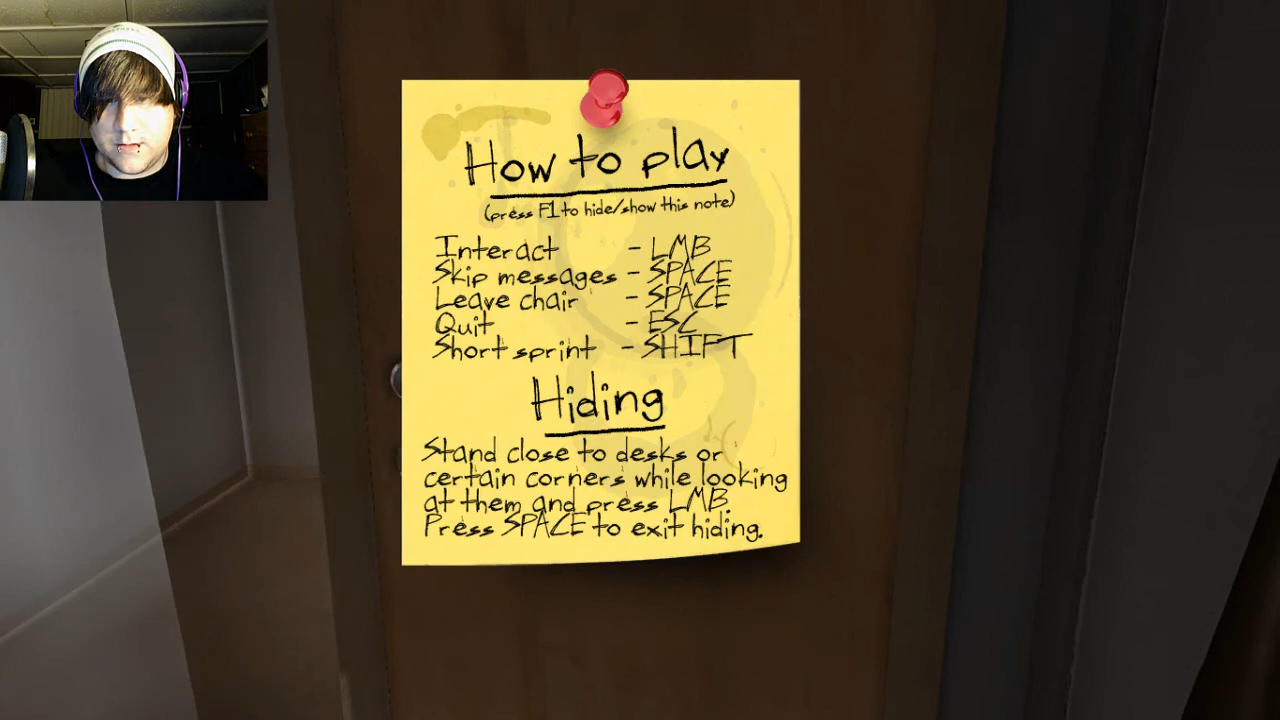 How to play
(press F1 to hide/show this note)
Interact - LMB
Skip messages - SPACE
Leave chair - SPACE
Quit - ESC
Short sprint - SHIFT
Hiding
Stand close to desks or
certain corners while looking
at them and press LMB.
Press SPACE to exit hiding.